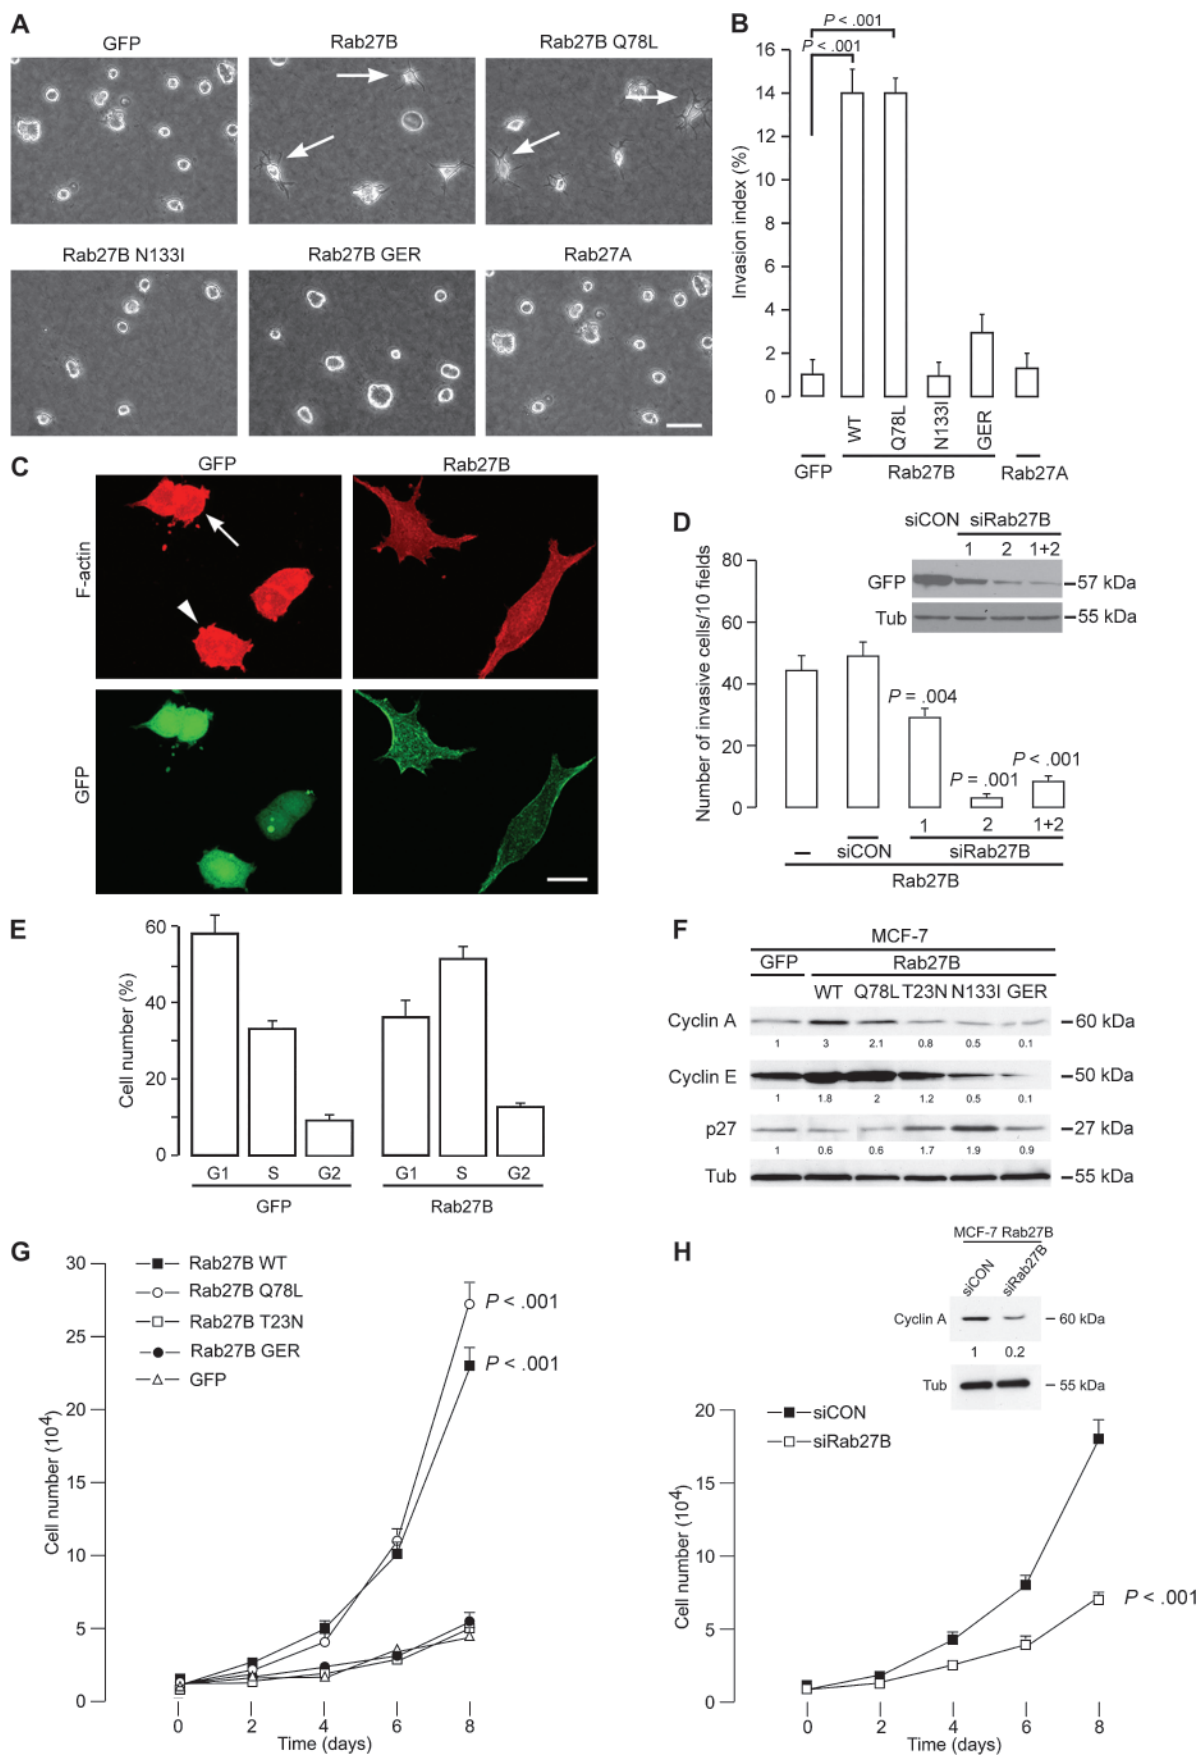 A
GFP
Rab27B
Rab27B Q78L
Rab27B N133I
Rab27B GER
Rab27A
B
P < .001
P < .001
Invasion index (%)
16
14
12
10
8
6
4
2
0
WT
Q78L
N133I
GER
GFP
Rab27B
Rab27A
C
GFP
Rab27B
F-actin
GFP
D
siCON siRab27B
1 2 1+2
GFP
57 kDa
Tub
55 kDa
Number of invasive cells/10 fields
80
60
40
20
0
P = .004
P = .001
P < .001
1 2 1+2
– siCON siRab27B
Rab27B
E
Cell number (%)
60
40
20
0
G1 S G2 G1 S G2
GFP Rab27B
F
MCF-7
GFP Rab27B
WT Q78L T23N N133I GER
Cyclin A
60 kDa
1 3 2.1 0.8 0.5 0.1
Cyclin E
50 kDa
1 1.8 2 1.2 0.5 0.1
p27
27 kDa
1 0.6 0.6 1.7 1.9 0.9
Tub
55 kDa
G
Rab27B WT
Rab27B Q78L
Rab27B T23N
Rab27B GER
GFP
P < .001
P < .001
Cell number (10⁴)
30
25
20
15
10
5
0
0 2 4 6 8
Time (days)
H
MCF-7 Rab27B
siCON siRab27B
Cyclin A
60 kDa
1 0.2
Tub
55 kDa
siCON
siRab27B
P < .001
Cell number (10⁴)
20
15
10
5
0
0 2 4 6 8
Time (days)